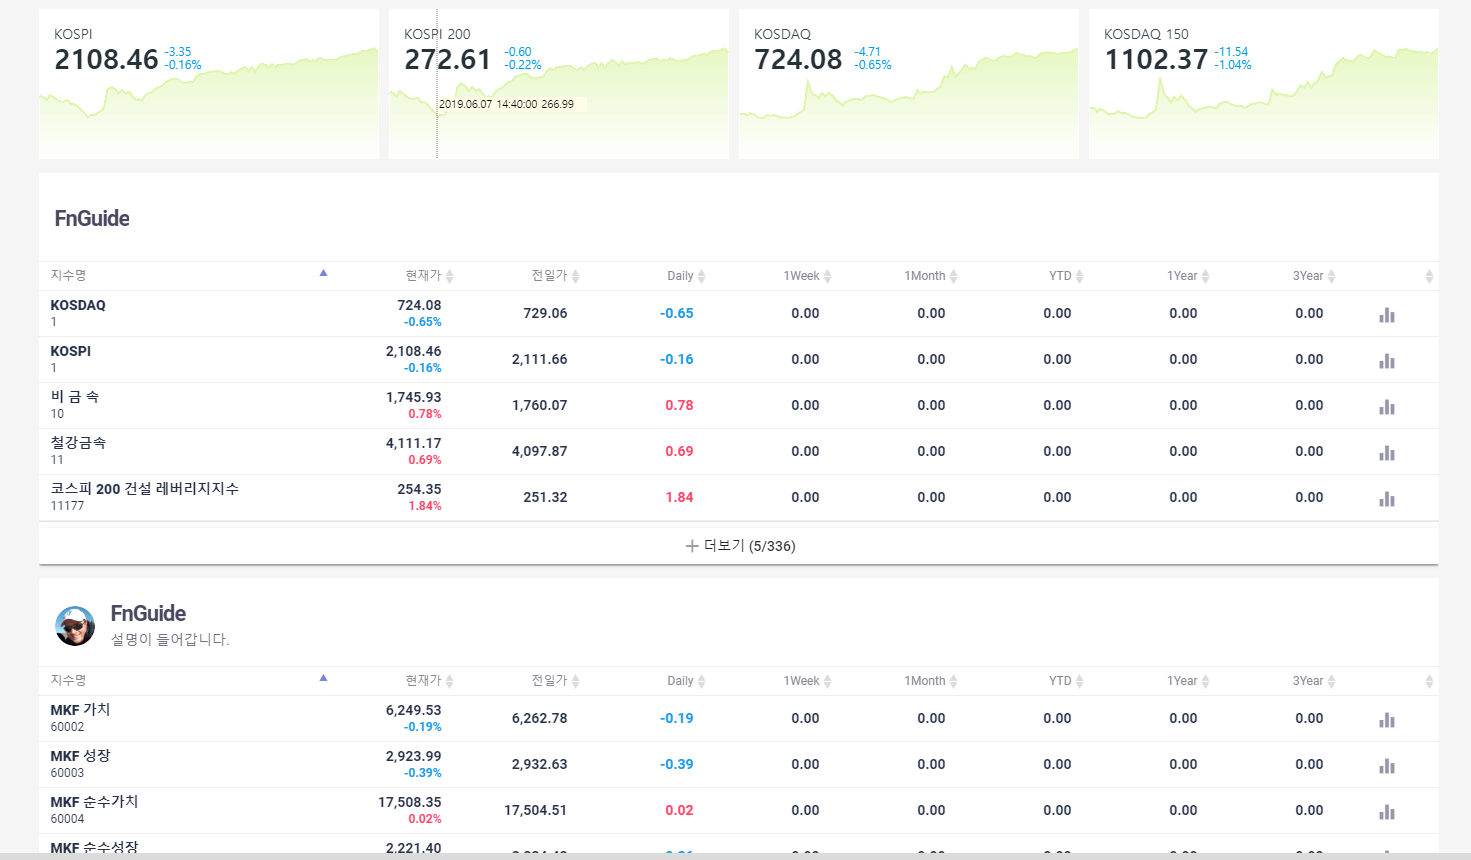 KOSPI
2108.46 -3.35 -0.16%
KOSPI 200
272.61 -0.60 -0.22%
2019.06.07 14:40:00 266.99
KOSDAQ
724.08 -4.71 -0.65%
KOSDAQ 150
1102.37 -11.54 -1.04%
FnGuide
지수명 현재가 전일가 Daily 1Week 1Month YTD 1Year 3Year
KOSDAQ 724.08 729.06 -0.65 0.00 0.00 0.00 0.00 0.00
1 -0.65%
KOSPI 2,108.46 2,111.66 -0.16 0.00 0.00 0.00 0.00 0.00
1 -0.16%
비 금 속 1,745.93 1,760.07 0.78 0.00 0.00 0.00 0.00 0.00
10 0.78%
철강금속 4,111.17 4,097.87 0.69 0.00 0.00 0.00 0.00 0.00
11 0.69%
코스피 200 건설 레버리지지수 254.35 251.32 1.84 0.00 0.00 0.00 0.00 0.00
11177 1.84%
더보기 (5/336)
FnGuide
설명이 들어갑니다.
지수명 현재가 전일가 Daily 1Week 1Month YTD 1Year 3Year
MKF 가치 6,249.53 6,262.78 -0.19 0.00 0.00 0.00 0.00 0.00
60002 -0.19%
MKF 성장 2,923.99 2,932.63 -0.39 0.00 0.00 0.00 0.00 0.00
60003 -0.39%
MKF 순수가치 17,508.35 17,504.51 0.02 0.00 0.00 0.00 0.00 0.00
60004 0.02%
MKF 순수성장 2,221.40